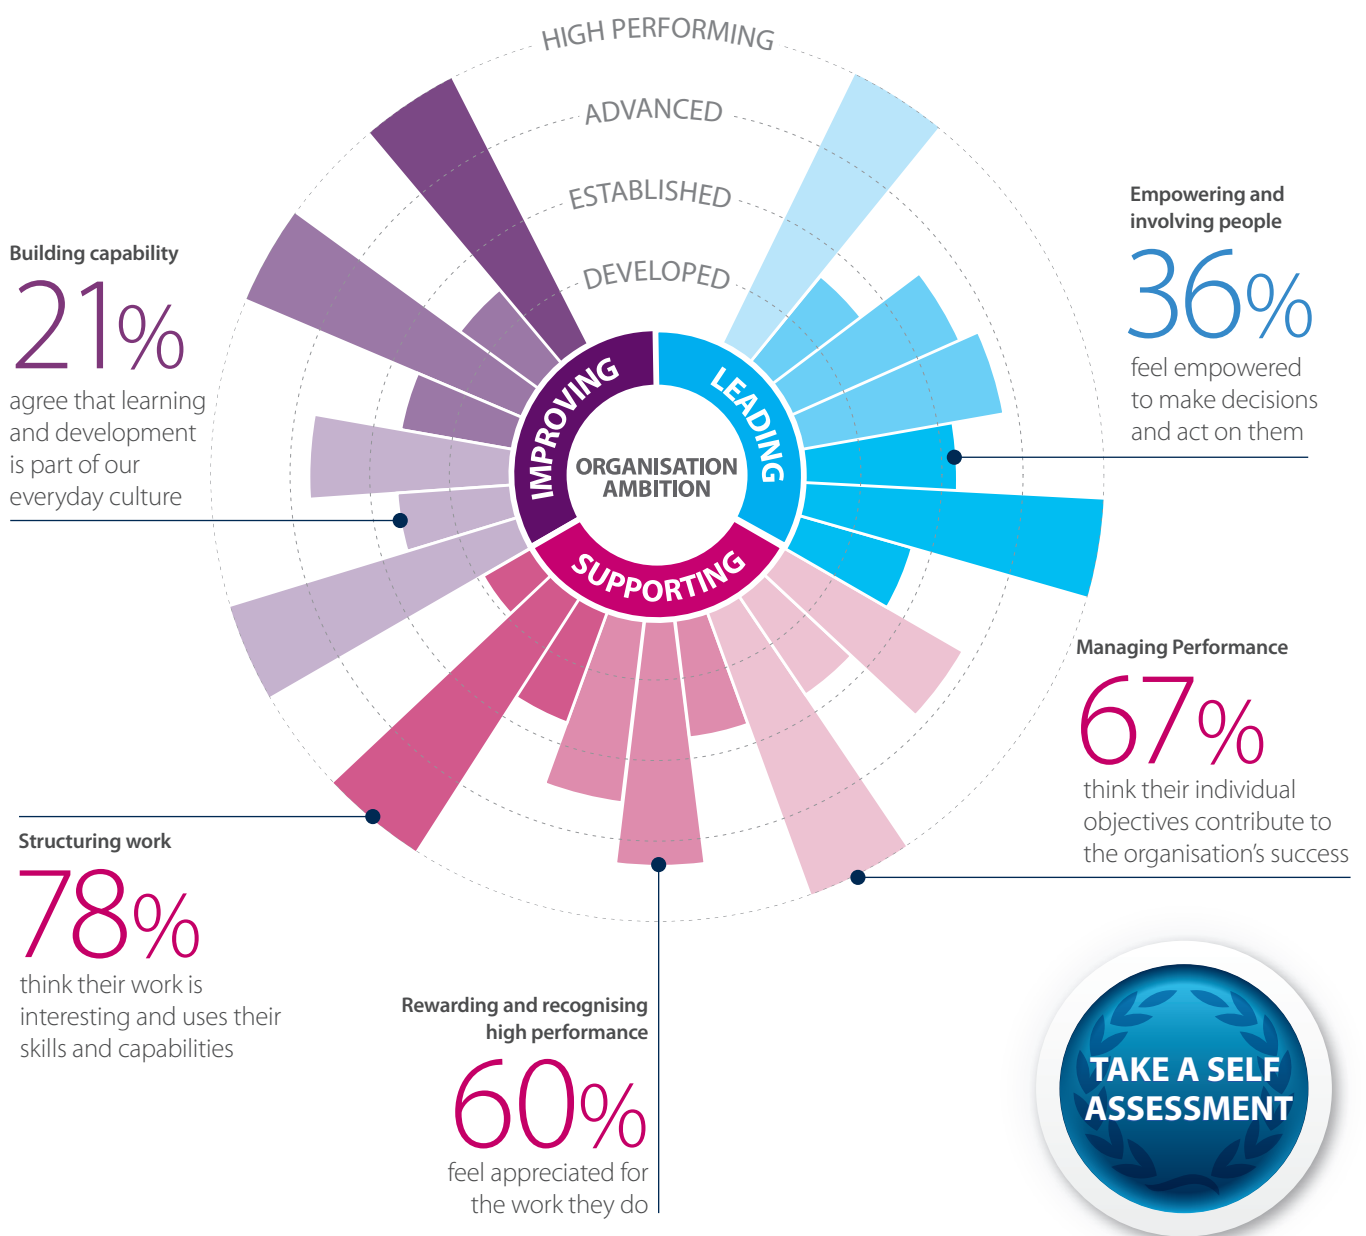 HIGH PERFORMING
ADVANCED
ESTABLISHED
DEVELOPED
IMPROVING
LEADING
SUPPORTING
ORGANISATION
AMBITION
Building capability
21%
agree that learning
and development
is part of our
everyday culture
Empowering and
involving people
36%
feel empowered
to make decisions
and act on them
Managing Performance
67%
think their individual
objectives contribute to
the organisation's success
Structuring work
78%
think their work is
interesting and uses their
skills and capabilities
Rewarding and recognising
high performance
60%
feel appreciated for
the work they do
TAKE A SELF
ASSESSMENT